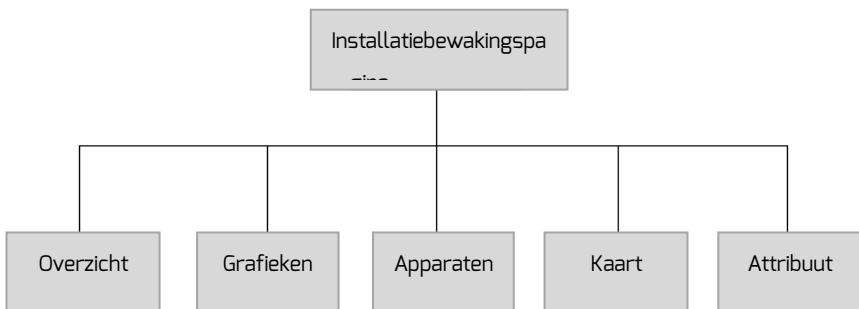 Installatiebewakingspa
Overzicht
Grafieken
Apparaten
Kaart
Attribuut